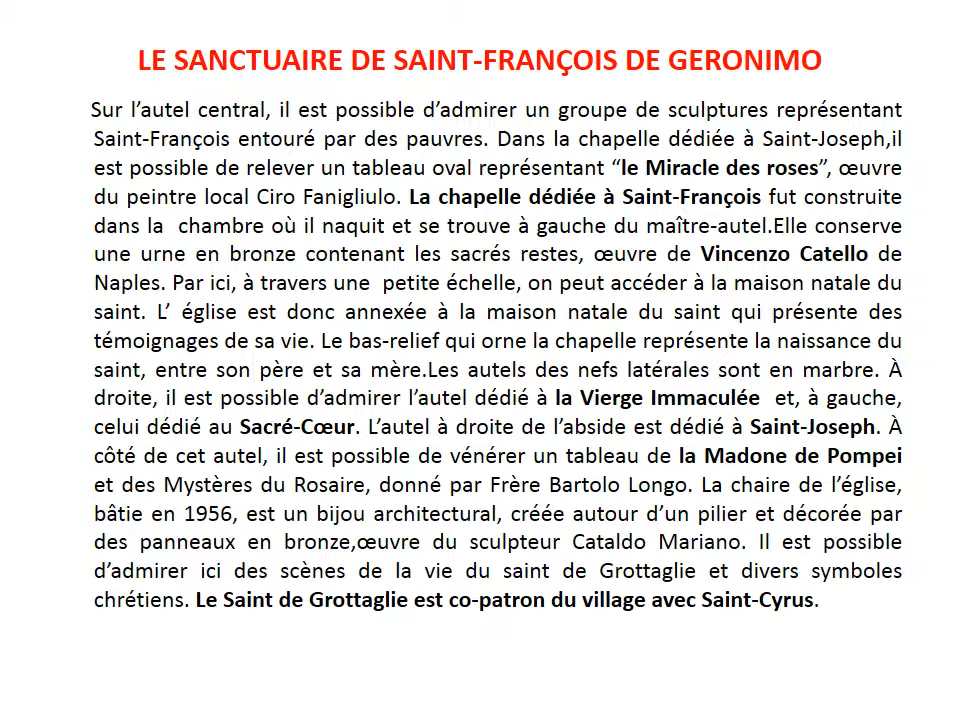 LE SANCTUAIRE DE SAINT-FRANÇOIS DE GERONIMO
Sur l’autel central, il est possible d’admirer un groupe de sculptures représentant
Saint-François entouré par des pauvres. Dans la chapelle dédiée à Saint-Joseph,il
est possible de relever un tableau oval représentant “le Miracle des roses”, œuvre
du peintre local Ciro Fanigliulo. La chapelle dédiée à Saint-François fut construite
dans la  chambre où il naquit et se trouve à gauche du maître-autel.Elle conserve
une urne en bronze contenant les sacrés restes, œuvre de Vincenzo Catello de
Naples. Par ici, à travers une  petite échelle, on peut accéder à la maison natale du
saint. L’ église est donc annexée à la maison natale du saint qui présente des
témoignages de sa vie. Le bas-relief qui orne la chapelle représente la naissance du
saint, entre son père et sa mère.Les autels des nefs latérales sont en marbre. À
droite, il est possible d’admirer l’autel dédié à la Vierge Immaculée  et, à gauche,
celui dédié au Sacré-Cœur. L’autel à droite de l’abside est dédié à Saint-Joseph. À
côté de cet autel, il est possible de vénérer un tableau de la Madone de Pompei
et des Mystères du Rosaire, donné par Frère Bartolo Longo. La chaire de l’église,
bâtie en 1956, est un bijou architectural, créée autour d’un pilier et décorée par
des panneaux en bronze,œuvre du sculpteur Cataldo Mariano. Il est possible
d’admirer ici des scènes de la vie du saint de Grottaglie et divers symboles
chrétiens. Le Saint de Grottaglie est co-patron du village avec Saint-Cyrus.